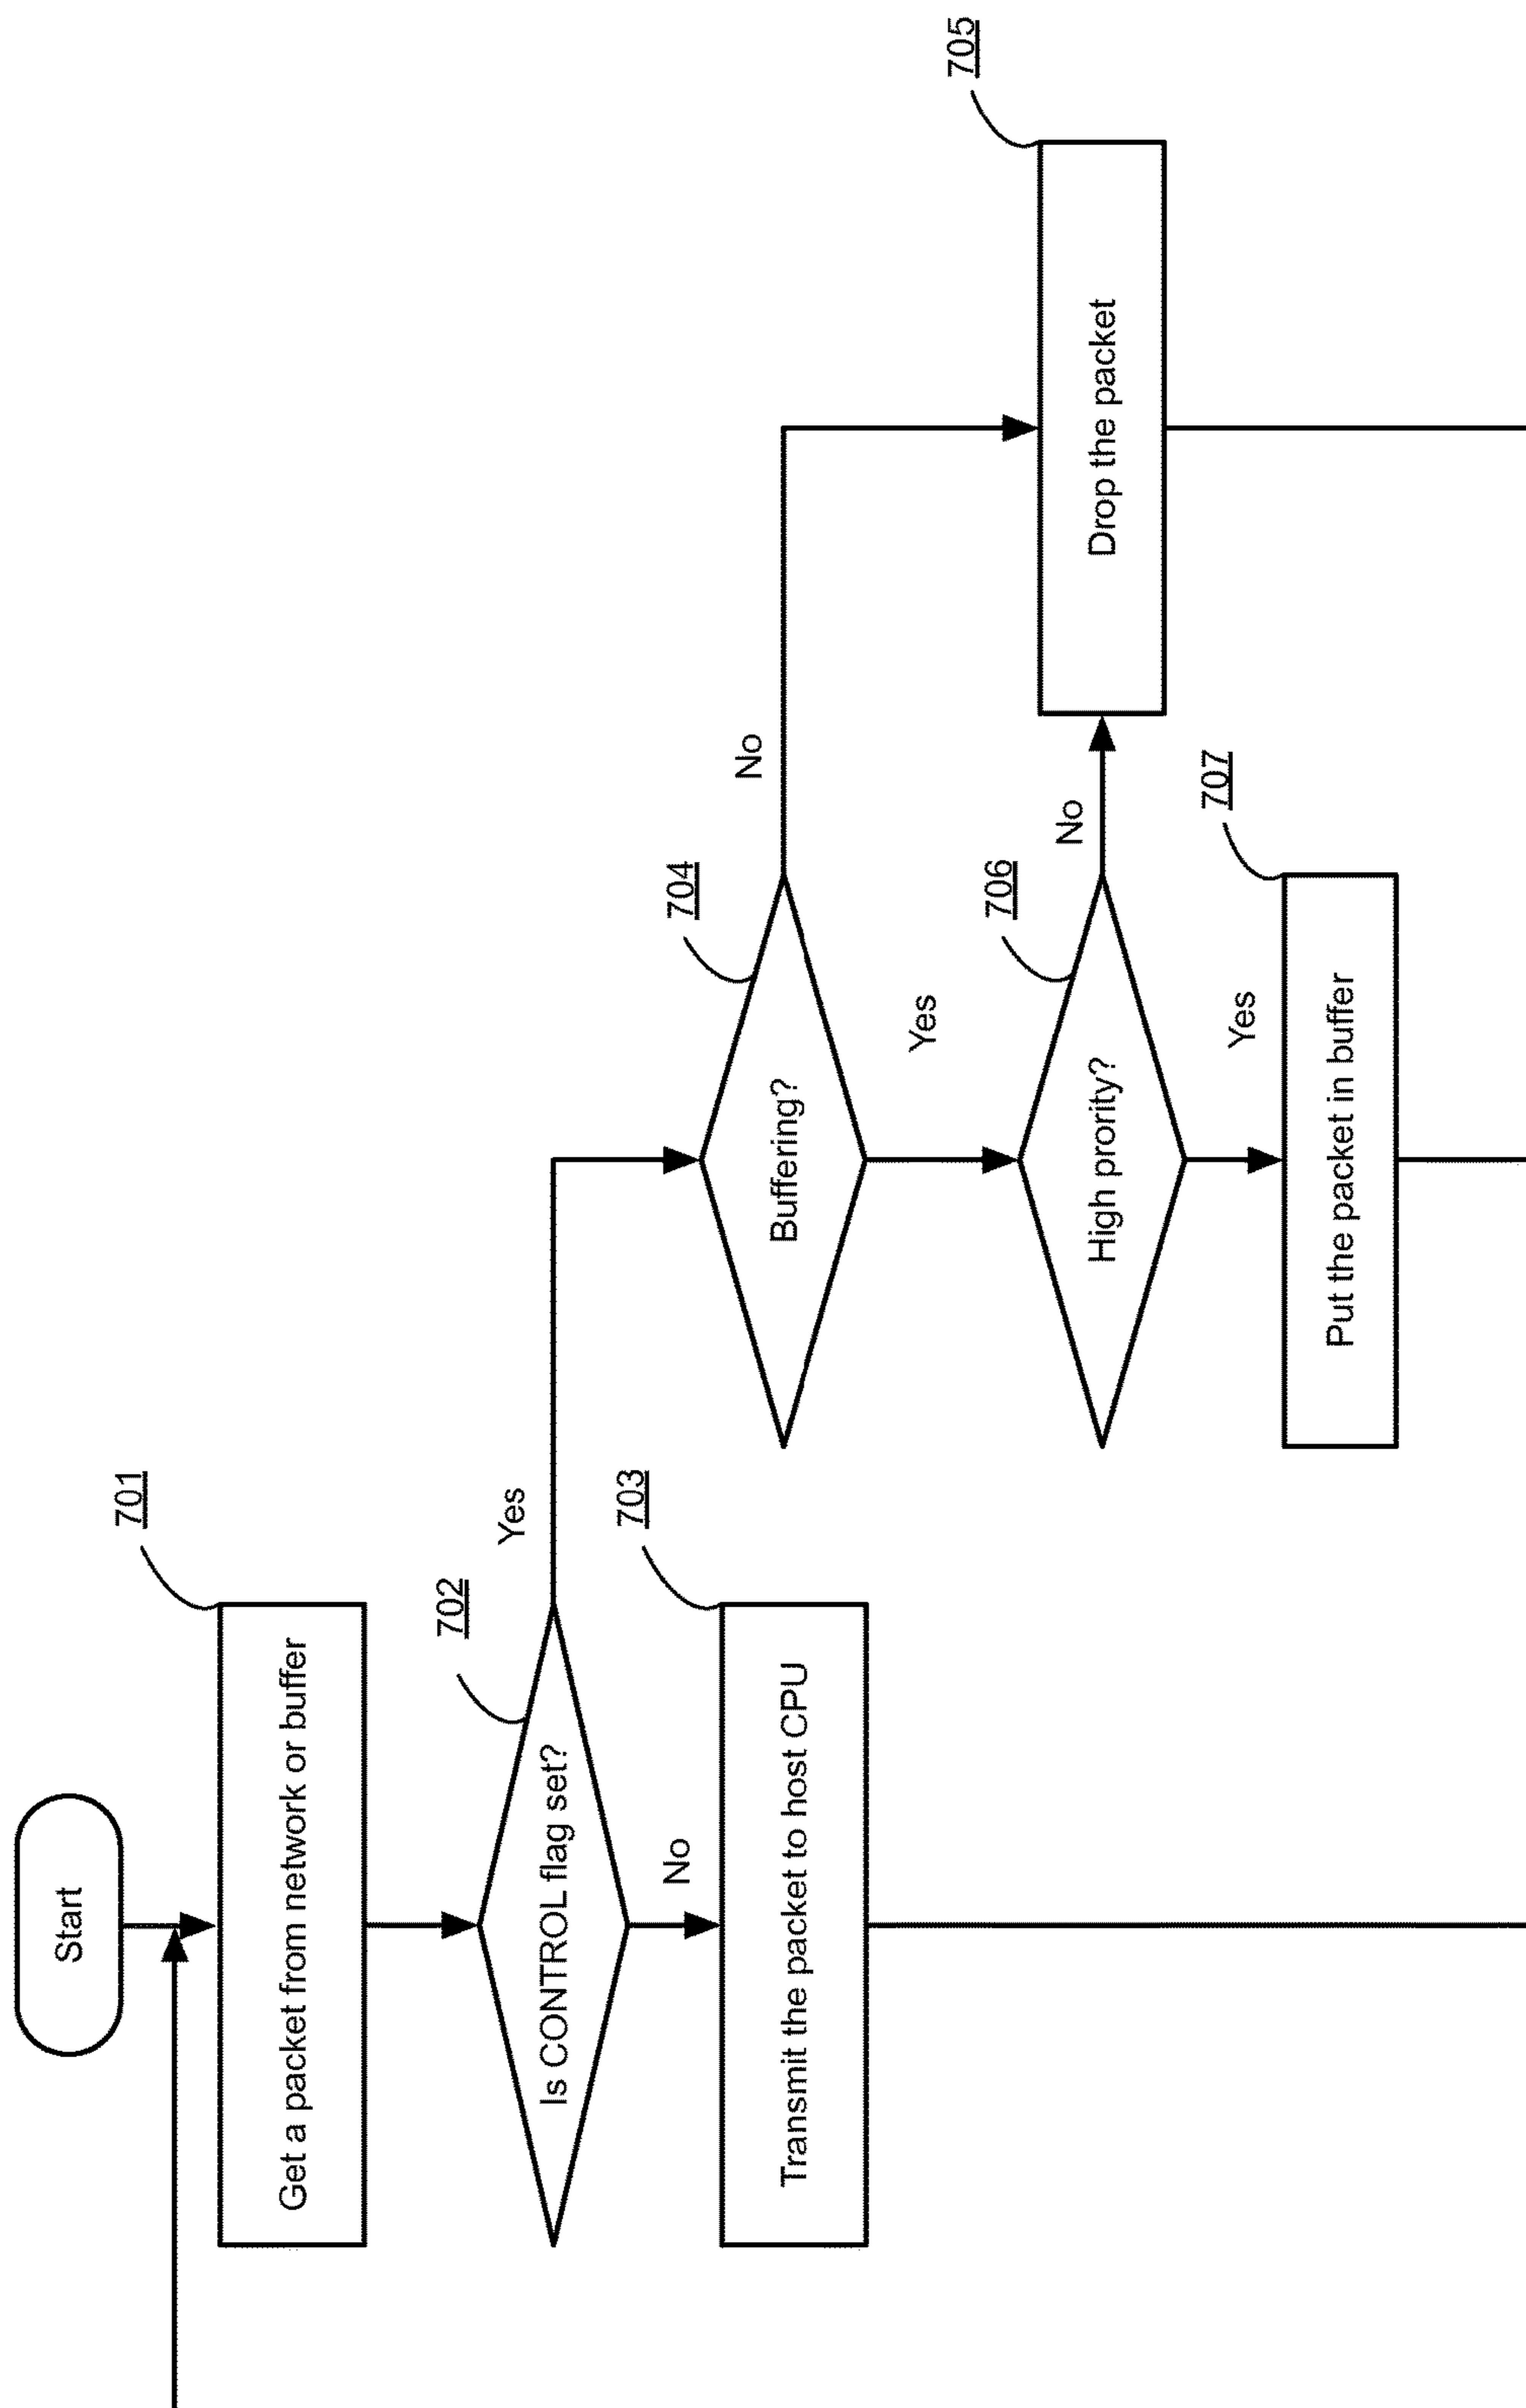 Start
701
Get a packet from network or buffer
702
Is CONTROL flag set?
Yes
No
703
Transmit the packet to host CPU
704
Buffering?
No
Yes
705
Drop the packet
706
High prority?
No
Yes
707
Put the packet in buffer